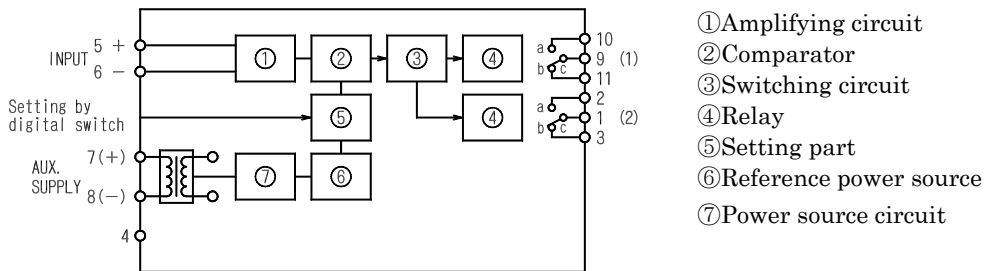 INPUT
5 +
6 −
Setting by
digital switch
AUX.
SUPPLY
7(+)
8(−)
4
① ② ③ ④
⑤ ④
⑦ ⑥
a
b c
10
9 (1)
11
a
b c
2
1 (2)
3
①Amplifying circuit
②Comparator
③Switching circuit
④Relay
⑤Setting part
⑥Reference power source
⑦Power source circuit